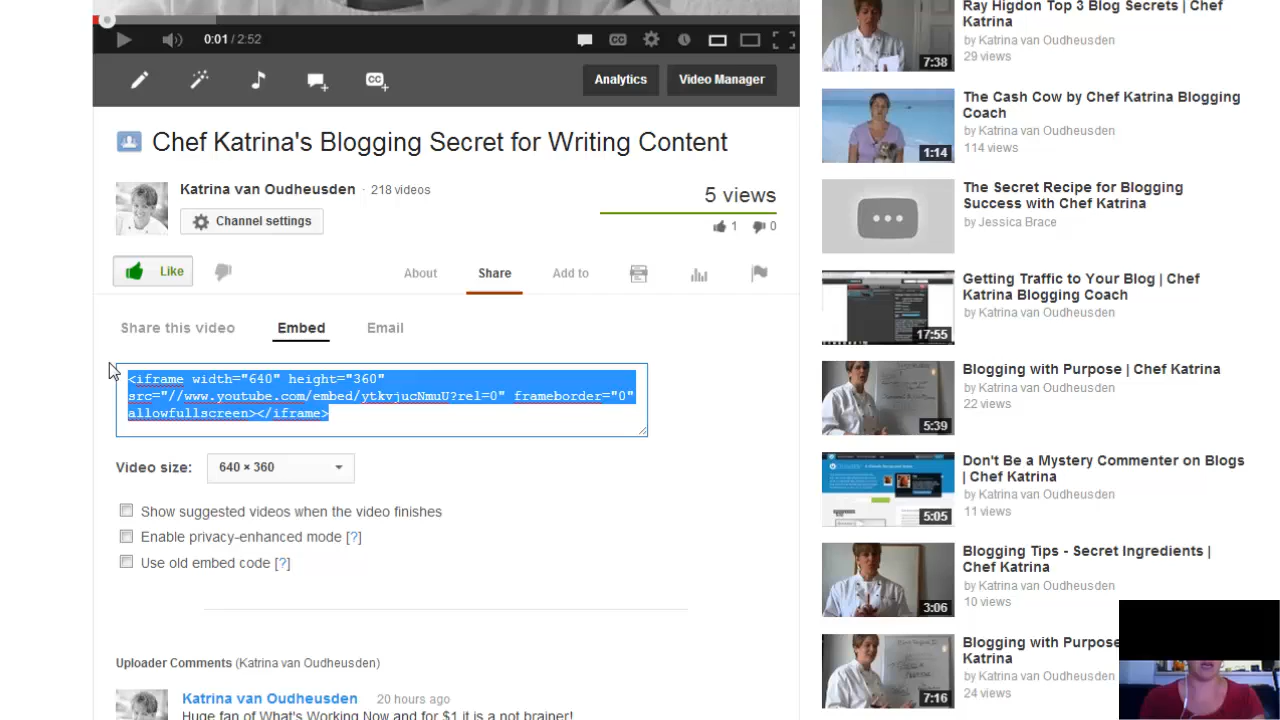 0:01 / 2:52
Analytics
Video Manager
Chef Katrina's Blogging Secret for Writing Content
Katrina van Oudheusden · 218 videos
Channel settings
5 views
1
0
Like
About
Share
Add to
Share this video
Embed
Email
<iframe width="640" height="360"
src="//www.youtube.com/embed/ytkvjucNmuU?rel=0" frameborder="0"
allowfullscreen></iframe>
Video size:
640 × 360
Show suggested videos when the video finishes
Enable privacy-enhanced mode [?]
Use old embed code [?]
Uploader Comments (Katrina van Oudheusden)
Katrina van Oudheusden 20 hours ago
Huge fan of What's Working Now and for $1 it is a not brainer!
Ray Higdon Top 3 Blog Secrets | Chef
Katrina
by Katrina van Oudheusden
29 views
7:38
The Cash Cow by Chef Katrina Blogging
Coach
by Katrina van Oudheusden
114 views
1:14
The Secret Recipe for Blogging
Success with Chef Katrina
by Jessica Brace
Getting Traffic to Your Blog | Chef
Katrina Blogging Coach
by Katrina van Oudheusden
17:55
Blogging with Purpose | Chef Katrina
by Katrina van Oudheusden
22 views
5:39
Don't Be a Mystery Commenter on Blogs
| Chef Katrina
by Katrina van Oudheusden
11 views
5:05
Blogging Tips - Secret Ingredients |
Chef Katrina
by Katrina van Oudheusden
10 views
3:06
Blogging with Purpose
Katrina
by Katrina van Oudheusden
24 views
7:16